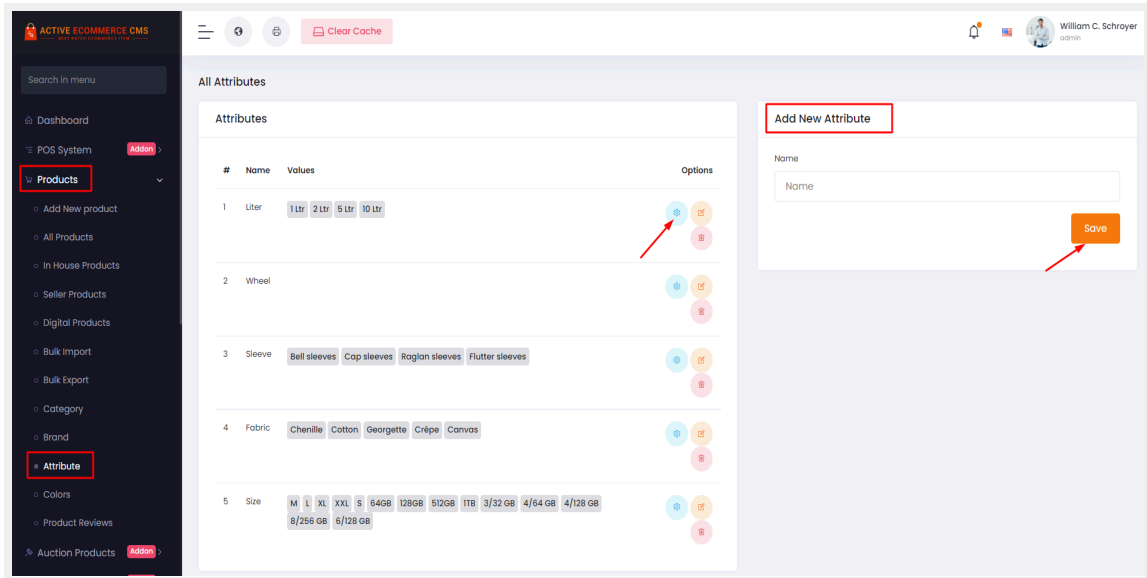 ACTIVE ECOMMERCE CMS
BEST RATED ECOMMERCE ITEM
Clear Cache
William C. Schroyer
admin
Search in menu
Dashboard
POS System Addon
Products
Add New product
All Products
In House Products
Seller Products
Digital Products
Bulk Import
Bulk Export
Category
Brand
Attribute
Colors
Product Reviews
Auction Products Addon
All Attributes
Attributes
# Name Values Options
1 Liter 1 Ltr 2 Ltr 5 Ltr 10 Ltr
2 Wheel
3 Sleeve Bell sleeves Cap sleeves Raglan sleeves Flutter sleeves
4 Fabric Chenille Cotton Georgette Crêpe Canvas
5 Size M L XL XXL S 64GB 128GB 512GB 1TB 3/32 GB 4/64 GB 4/128 GB
8/256 GB 6/128 GB
Add New Attribute
Name
Name
Save